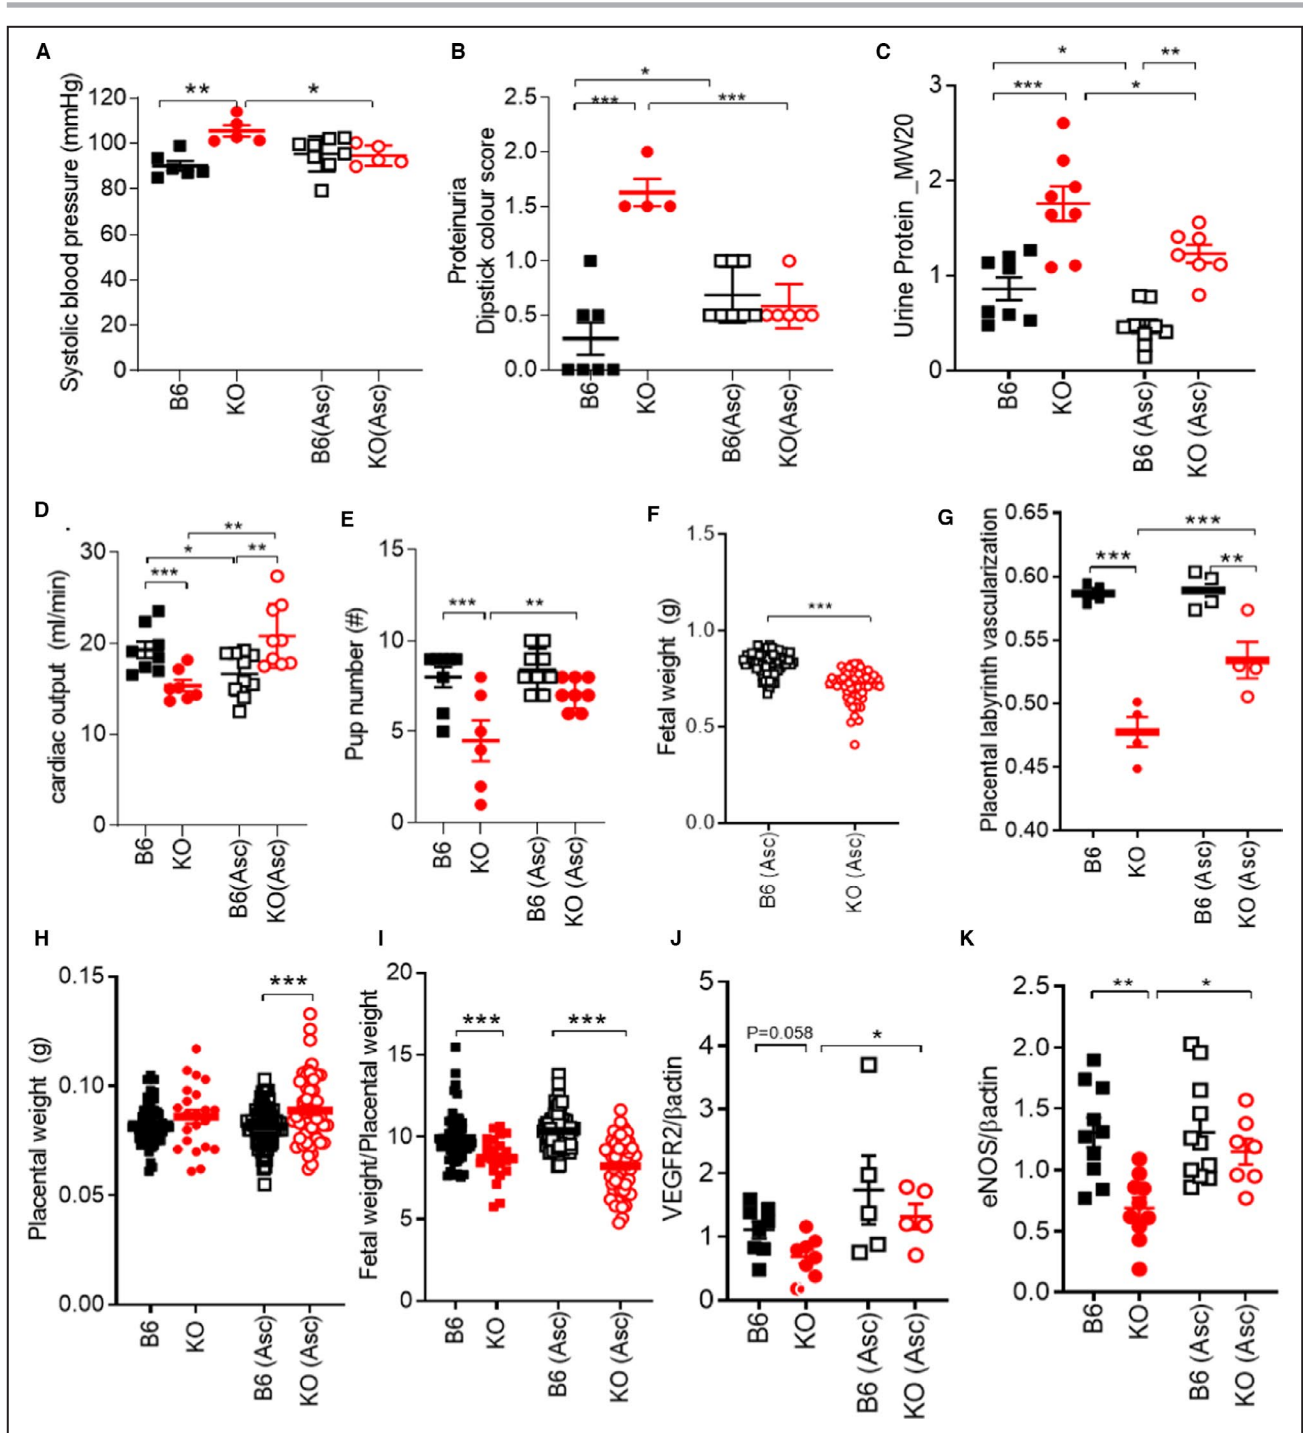 A
Systolic blood pressure (mmHg)
120
100
80
60
40
20
0
** *
B6
KO
B6(Asc)
KO(Asc)
B
Proteinuria
Dipstick colour score
2.5
2.0
1.5
1.0
0.5
0.0
*
*** ***
B6
KO
B6(Asc)
KO(Asc)
C
Urine Protein _MW20
3
2
1
0
* **
*** *
B6
KO
B6 (Asc)
KO (Asc)
D
cardiac output (ml/min)
30
20
10
0
**
* **
***
B6
KO
B6(Asc)
KO(Asc)
E
Pup number (#)
15
10
5
0
*** **
B6
KO
B6 (Asc)
KO (Asc)
F
Fetal weight (g)
1.5
1.0
0.5
0.0
***
B6 (Asc)
KO (Asc)
G
Placental labyrinth vascularization
0.65
0.60
0.55
0.50
0.45
0.40
***
*** **
B6
KO
B6 (Asc)
KO (Asc)
H
Placental weight (g)
0.15
0.10
0.05
0.00
***
B6
KO
B6 (Asc)
KO (Asc)
I
Fetal weight/Placental weight
20
15
10
5
0
*** ***
B6
KO
B6 (Asc)
KO (Asc)
J
VEGFR2/βactin
5
4
3
2
1
0
P=0.058 *
B6
KO
B6 (Asc)
KO (Asc)
K
eNOS/βactin
2.5
2.0
1.5
1.0
0.5
0.0
** *
B6
KO
B6 (Asc)
KO (Asc)